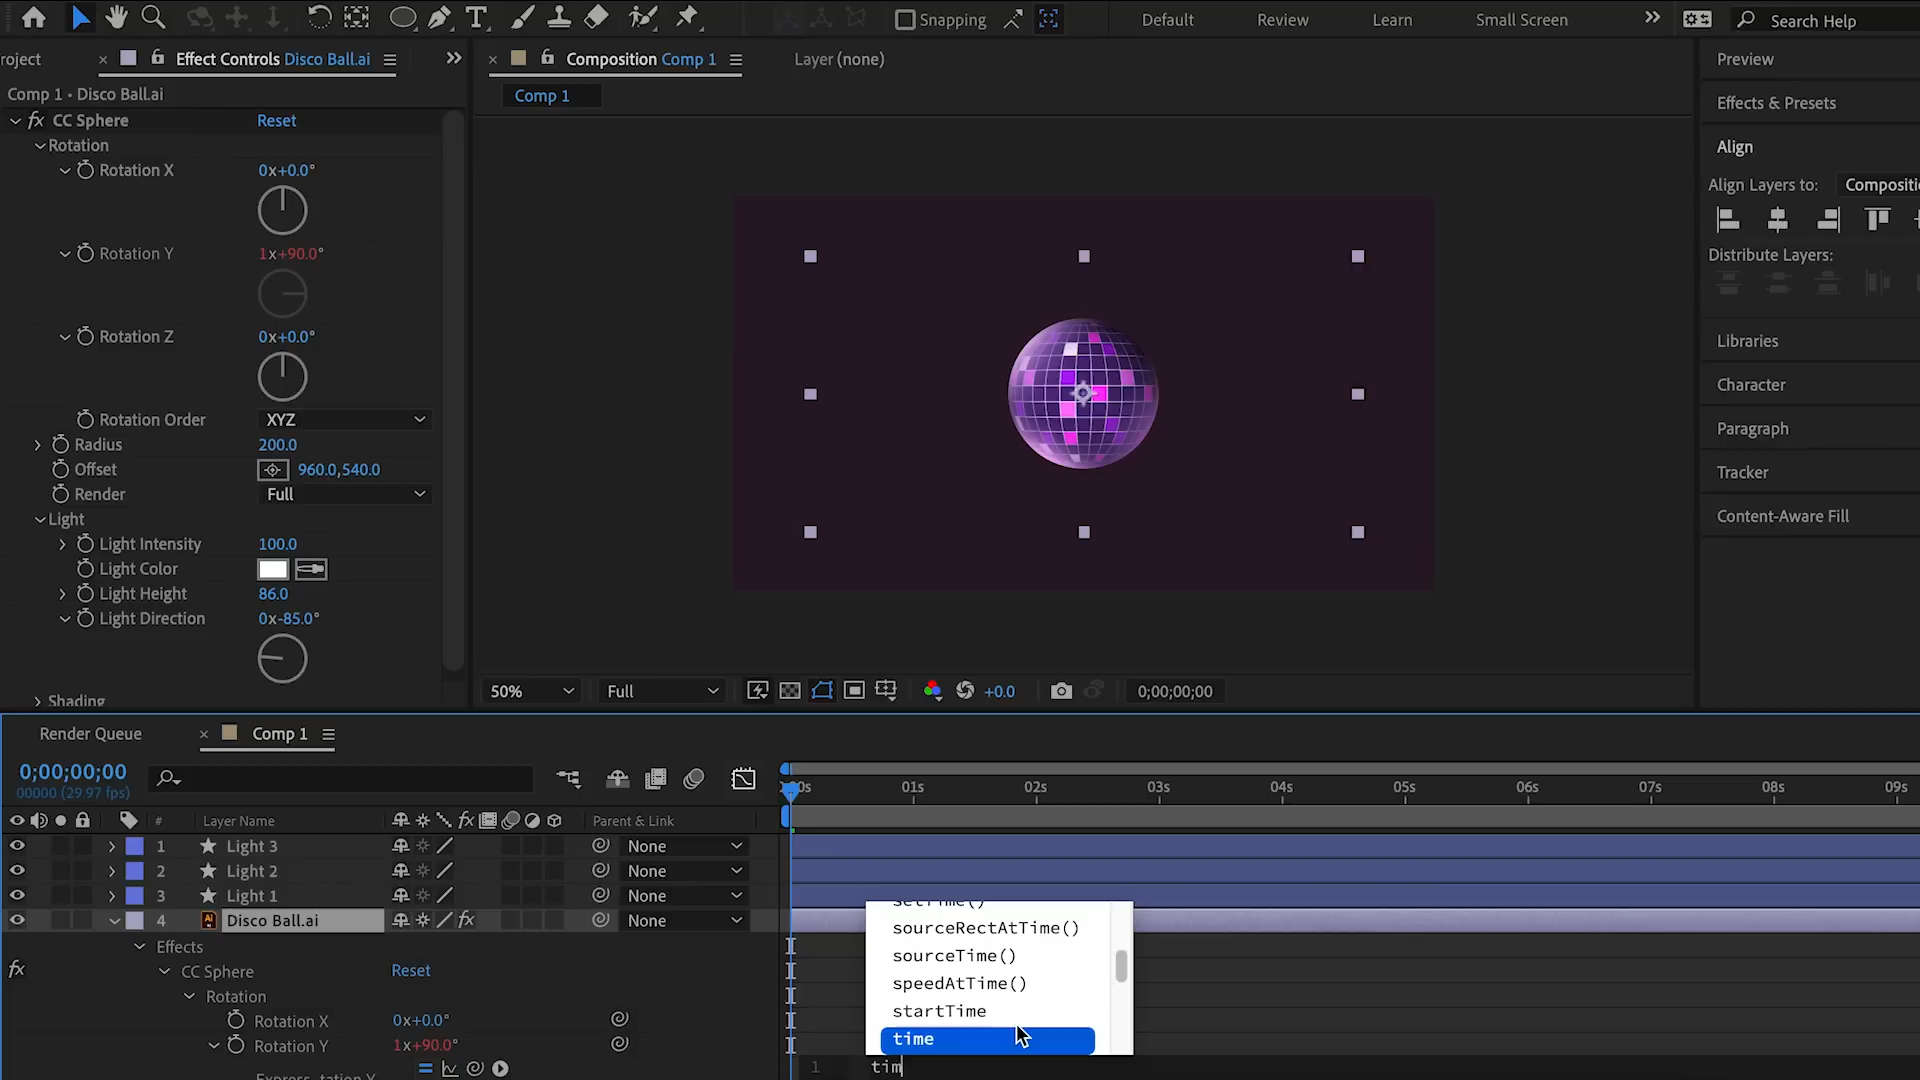 Snapping
Default
Review
Learn
Small Screen
Search Help
roject
Effect Controls Disco Ball.ai
Composition Comp 1
Layer (none)
Preview
Comp 1 • Disco Ball.ai
Comp 1
Effects & Presets
fx CC Sphere
Reset
Rotation
Align
Rotation X
0x+0.0°
Align Layers to:
Compositi
Rotation Y
1x+90.0°
Distribute Layers:
Rotation Z
0x+0.0°
Libraries
Character
Rotation Order
XYZ
Paragraph
Radius
200.0
Offset
960.0,540.0
Tracker
Render
Full
Light
Content-Aware Fill
Light Intensity
100.0
Light Color
Light Height
86.0
Light Direction
0x-85.0°
50%
Full
+0.0
0;00;00;00
Shading
Render Queue
Comp 1
0;00;00;00
00000 (29.97 fps)
01s
02s
03s
04s
05s
06s
07s
08s
09s
#
Layer Name
fx
Parent & Link
1
Light 3
None
2
Light 2
None
3
Light 1
None
4
Ai
Disco Ball.ai
fx
None
setTime()
sourceRectAtTime()
sourceTime()
speedAtTime()
startTime
time
Effects
fx
CC Sphere
Reset
Rotation
Rotation X
0x+0.0°
Rotation Y
1x+90.0°
1
tim